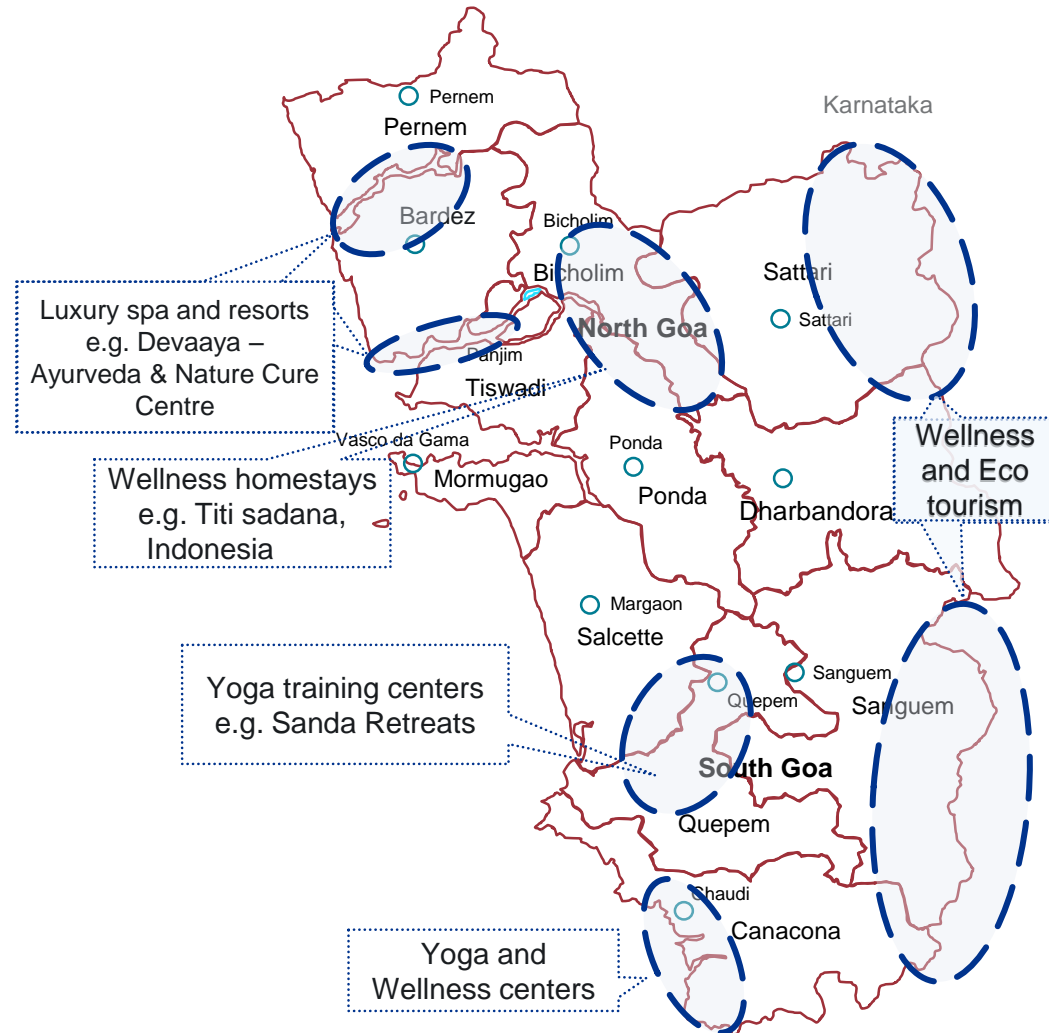 Pernem
Pernem
Karnataka
Bardez
Bicholim
Bicholim
Sattari
Luxury spa and resorts
e.g. Devaaya –
Ayurveda & Nature Cure
Centre
North Goa
Sattari
Panjim
Tiswadi
Vasco da Gama
Ponda
Wellness
and Eco
tourism
Wellness homestays
e.g. Titi sadana,
Indonesia
Mormugao
Ponda
Dharbandora
Margaon
Salcette
Yoga training centers
e.g. Sanda Retreats
Quepem
Sanguem
Sanguem
South Goa
Quepem
Chaudi
Canacona
Yoga and
Wellness centers